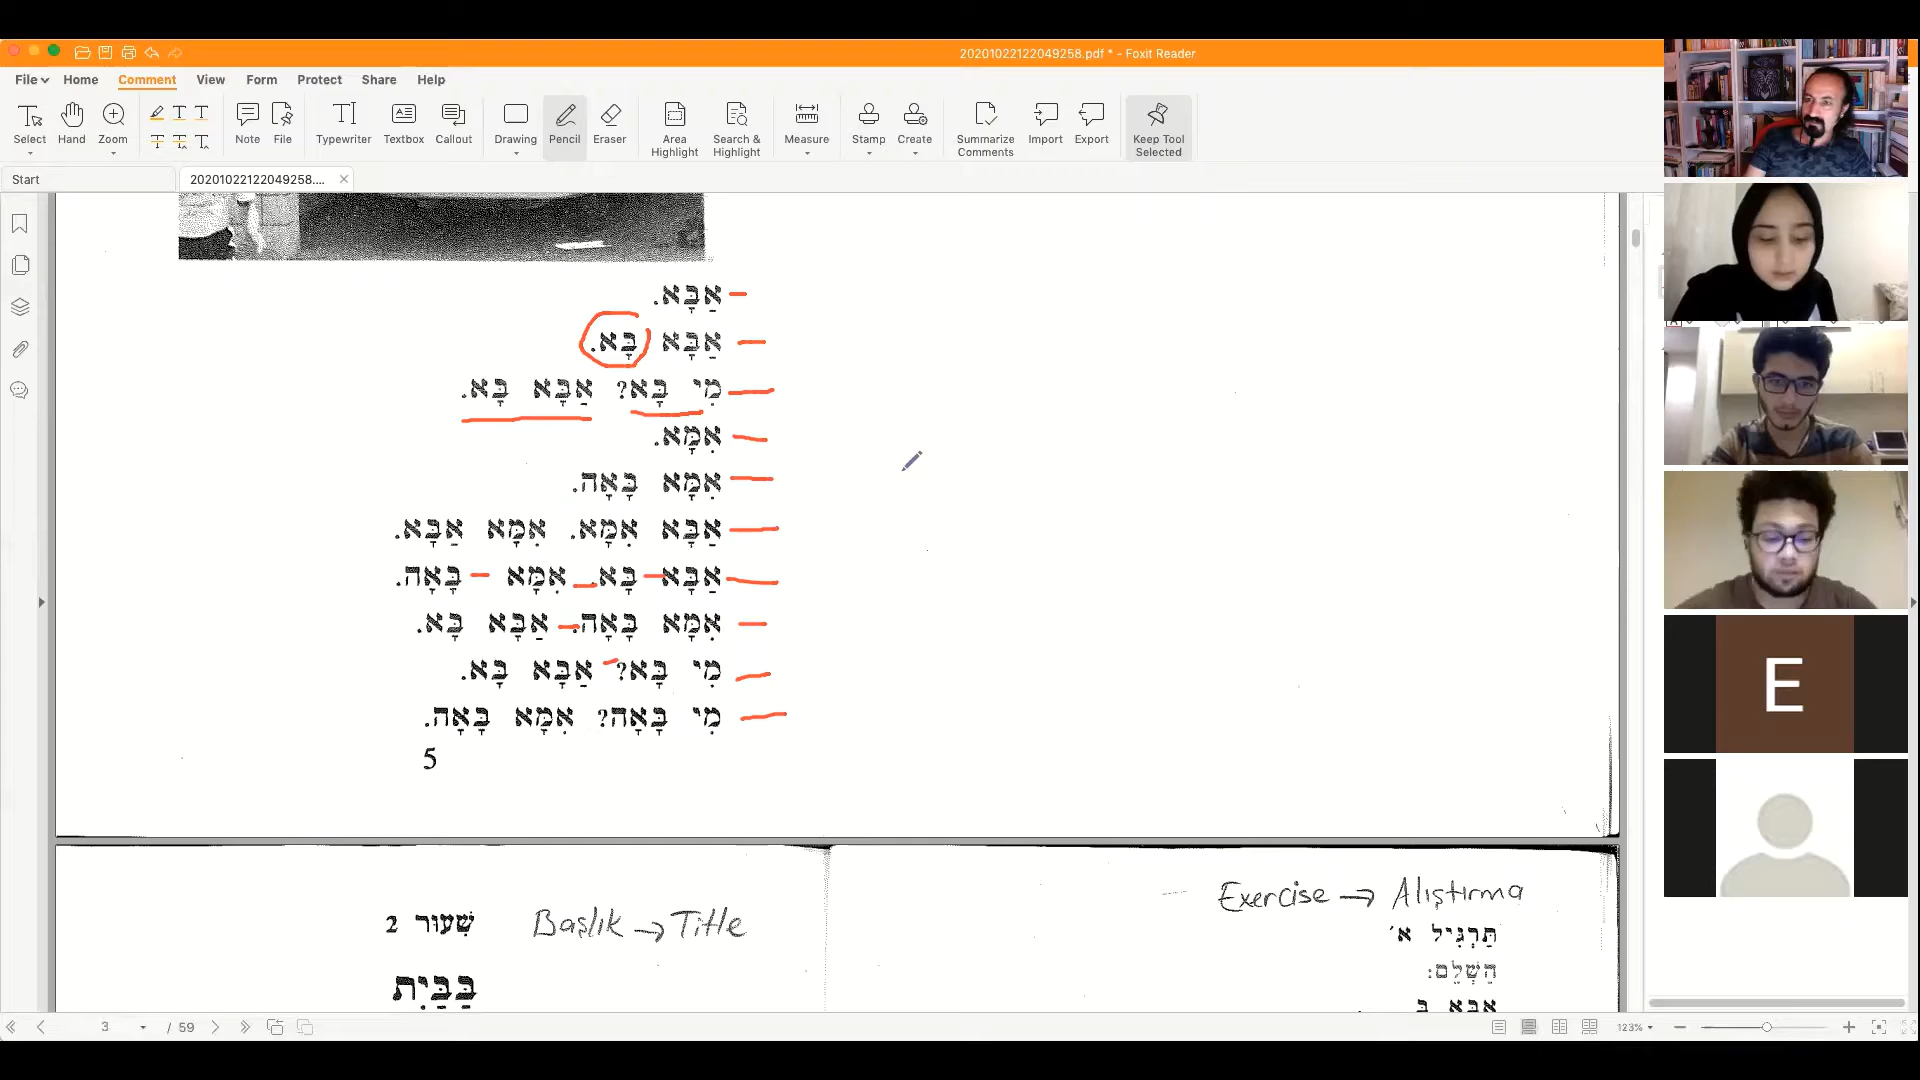 20201022122049258.pdf * - Foxit Reader
File Home Comment View Form Protect Share Help
Select Hand Zoom Note File Typewriter Textbox Callout Drawing Pencil Eraser Area Highlight Search & Highlight Measure Stamp Create Summarize Comments Import Export Keep Tool Selected
Start 20201022122049258....
אַבָּא.
אַבָּא בָּא.
מִי בָּא? אַבָּא בָּא.
אִמָּא.
אִמָּא בָּאָה.
אַבָּא אִמָּא. אִמָּא אַבָּא.
אַבָּא בָּא. אִמָּא בָּאָה.
אִמָּא בָּאָה. אַבָּא בָּא.
מִי בָּא? אַבָּא בָּא.
מִי בָּאָה? אִמָּא בָּאָה.
5
שִׁעוּר 2 Başlık → Title
בַּבַּיִת
Exercise → Alıştırma
תַּרְגִּיל א'
הַשְׁלֵם:
אַבָּא בָּ
E
3 / 59 123%